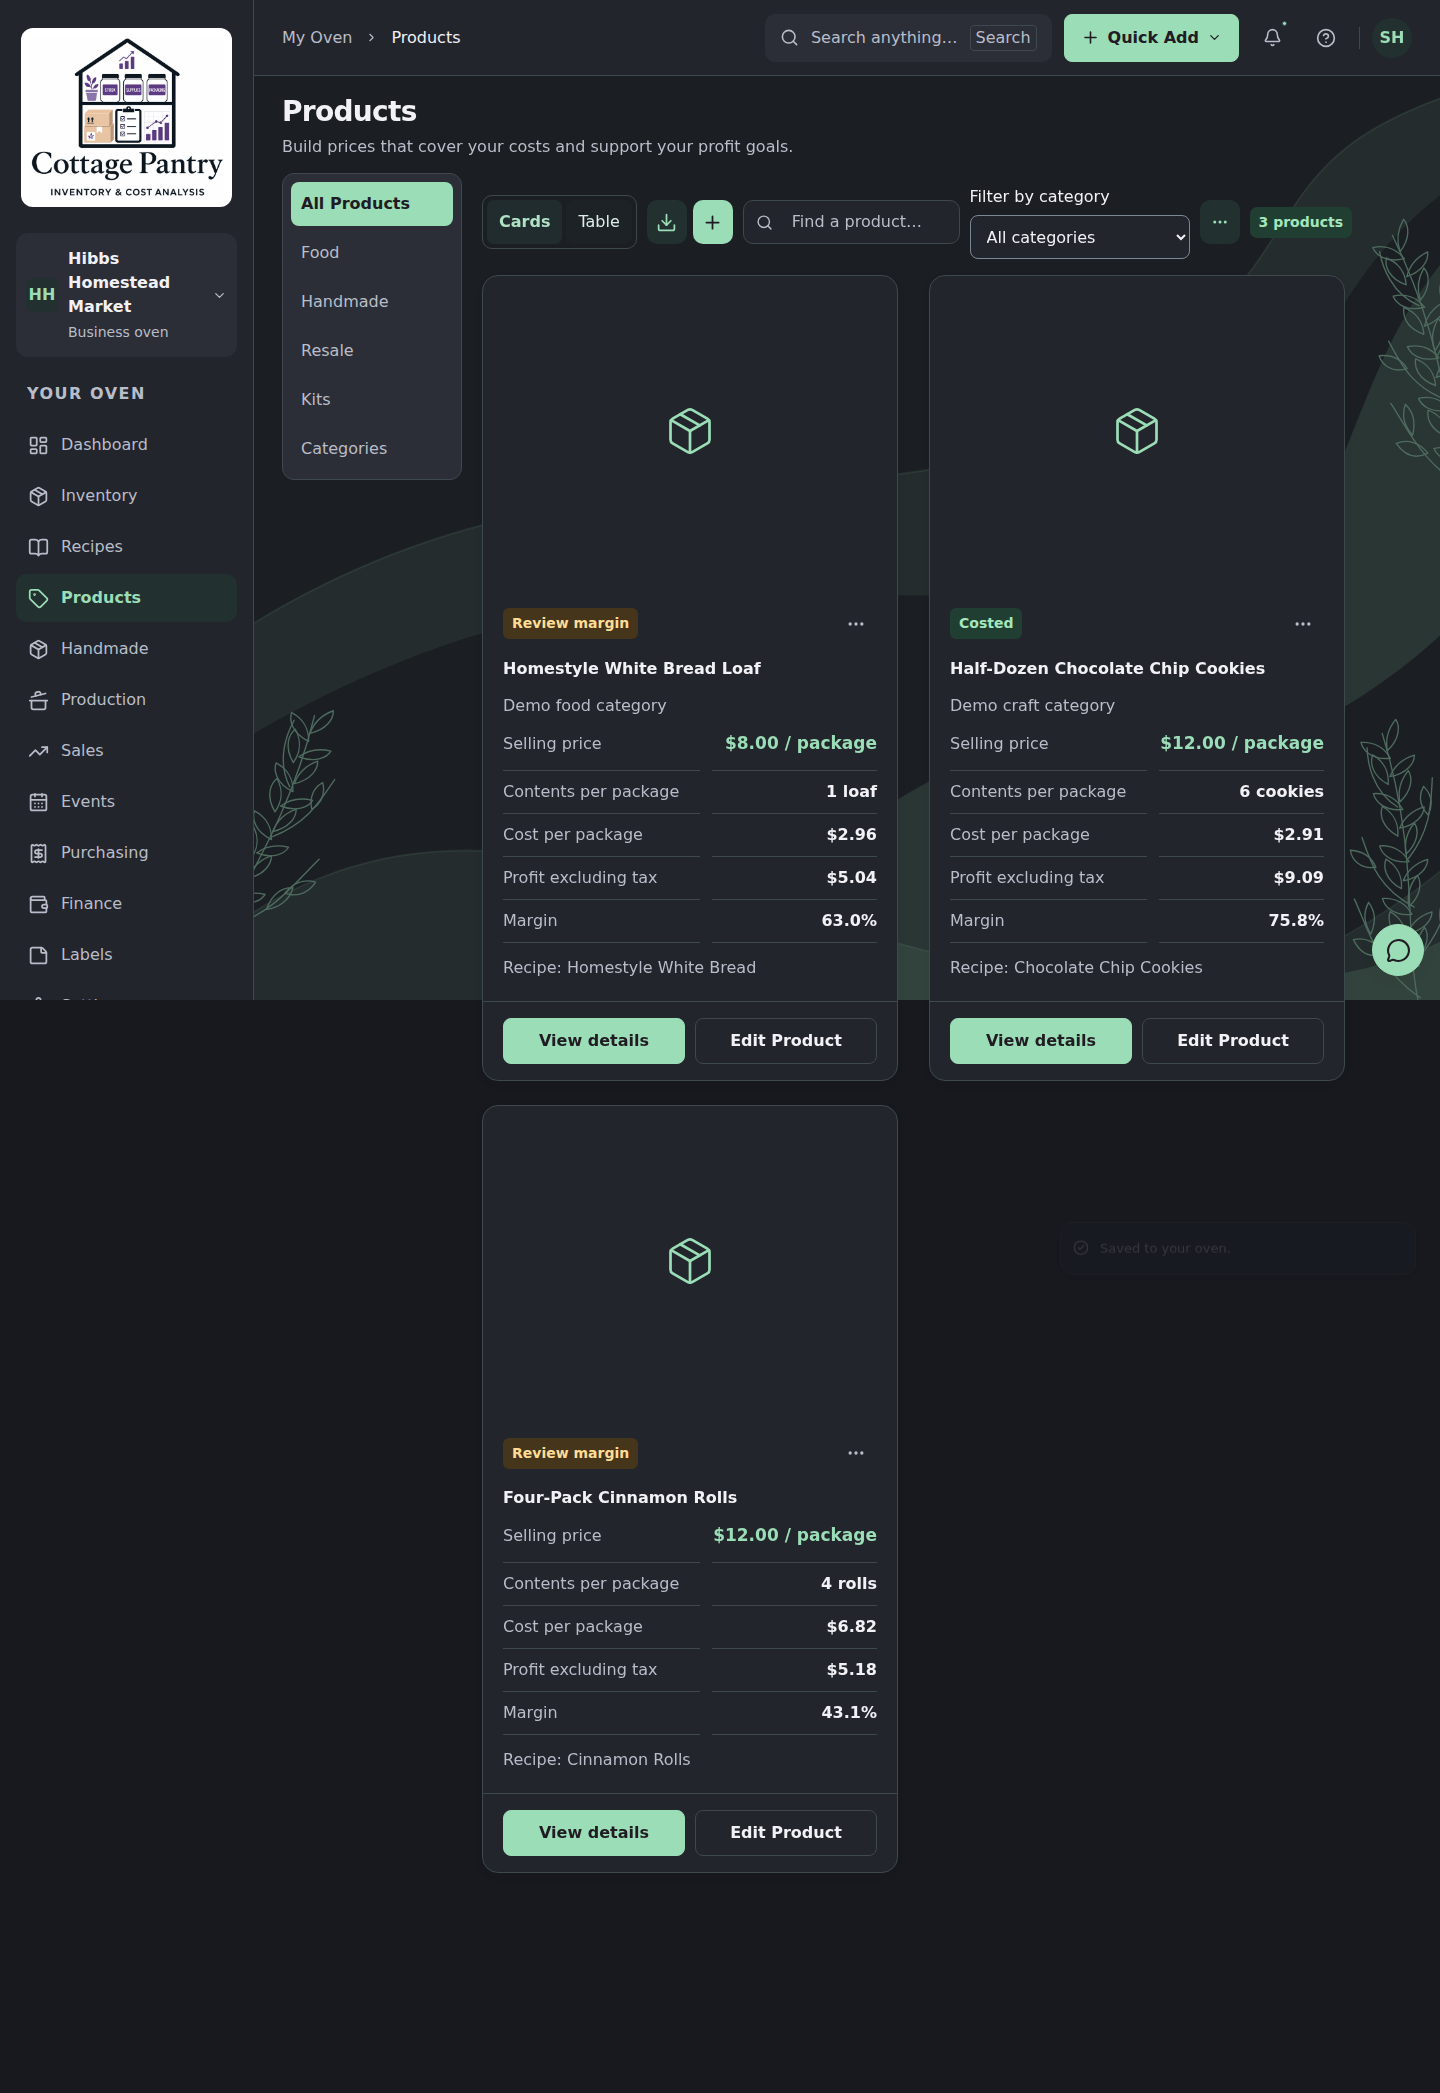 Cottage Pantry
INVENTORY & COST ANALYSIS
HH
Hibbs
Homestead
Market
Business oven
YOUR OVEN
Dashboard
Inventory
Recipes
Products
Handmade
Production
Sales
Events
Purchasing
Finance
Labels
My Oven › Products
Search anything... Search
Quick Add
SH
Products
Build prices that cover your costs and support your profit goals.
All Products
Food
Handmade
Resale
Kits
Categories
Cards Table
Find a product...
Filter by category
All categories
3 products
Review margin
Homestyle White Bread Loaf
Demo food category
Selling price $8.00 / package
Contents per package 1 loaf
Cost per package $2.96
Profit excluding tax $5.04
Margin 63.0%
Recipe: Homestyle White Bread
View details Edit Product
Costed
Half-Dozen Chocolate Chip Cookies
Demo craft category
Selling price $12.00 / package
Contents per package 6 cookies
Cost per package $2.91
Profit excluding tax $9.09
Margin 75.8%
Recipe: Chocolate Chip Cookies
View details Edit Product
Review margin
Four-Pack Cinnamon Rolls
Selling price $12.00 / package
Contents per package 4 rolls
Cost per package $6.82
Profit excluding tax $5.18
Margin 43.1%
Recipe: Cinnamon Rolls
View details Edit Product
Saved to your oven.